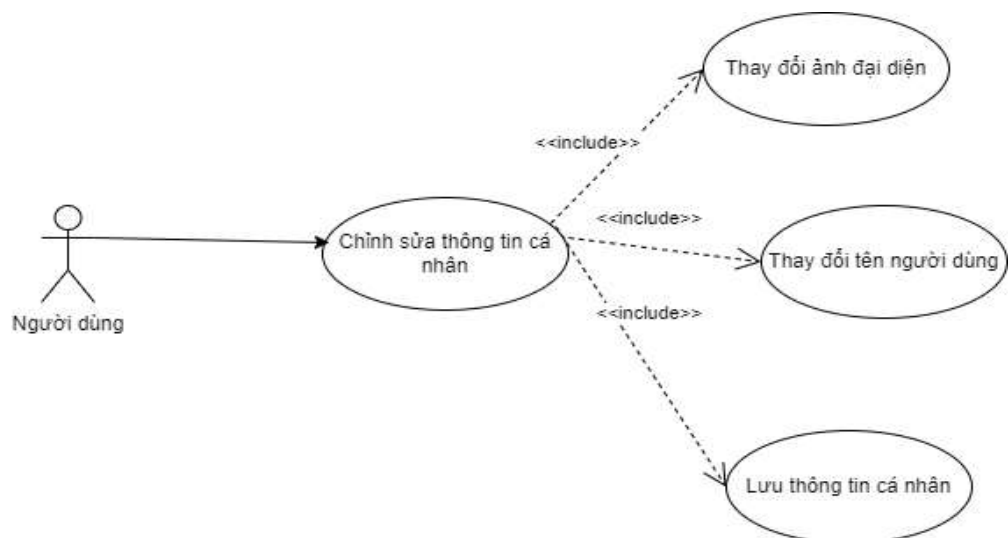 Thay đổi ảnh đại diện
<<include>>
<<include>>
Chỉnh sửa thông tin cá
nhân
Thay đổi tên người dùng
<<include>>
Người dùng
Lưu thông tin cá nhân